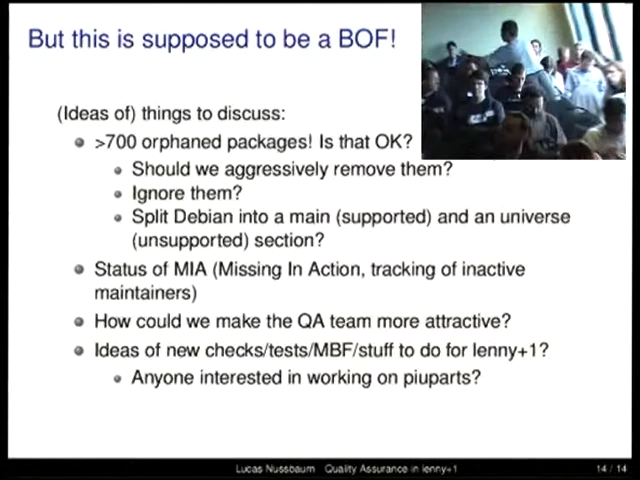 But this is supposed to be a BOF!
(Ideas of) things to discuss:
>700 orphaned packages! Is that OK?
Should we aggressively remove them?
Ignore them?
Split Debian into a main (supported) and an universe
(unsupported) section?
Status of MIA (Missing In Action, tracking of inactive
maintainers)
How could we make the QA team more attractive?
Ideas of new checks/tests/MBF/stuff to do for lenny+1?
Anyone interested in working on piuparts?
Lucas Nussbaum Quality Assurance in lenny+1
14 / 14